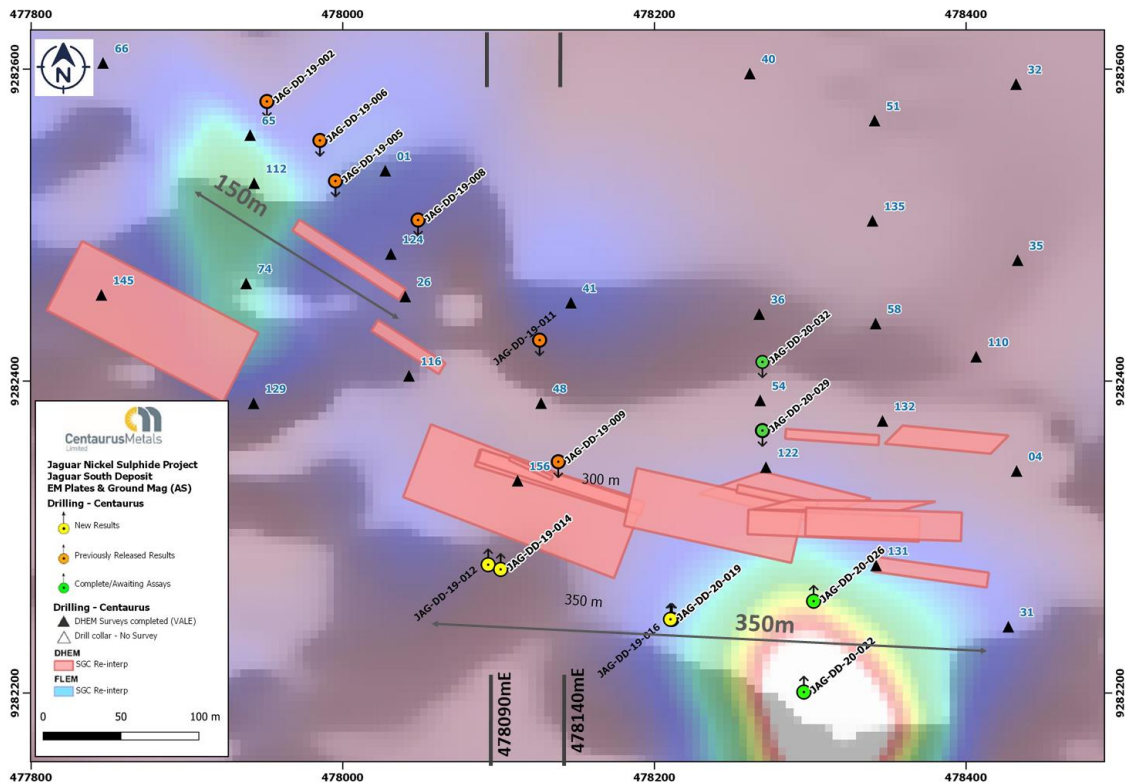 477800 478000 478200 478400
9282600
9282600
N
66
JAG-DD-19-002
40
32
65
JAG-DD-19-006
51
112
JAG-DD-19-005
01
150m
JAG-DD-19-008
135
124
35
145
74
26
41
36
JAG-DD-20-032
58
JAG-DD-19-011
110
116
9282400
9282400
129
48
54
JAG-DD-20-029
132
JAG-DD-19-009
122
04
156
300 m
JAG-DD-19-014
JAG-DD-19-012
131
JAG-DD-20-026
JAG-DD-20-019
350 m
JAG-DD-19-016
350m
31
JAG-DD-20-022
478090mE
478140mE
9282200
9282200
CentaurusMetals
Limited
Jaguar Nickel Sulphide Project
Jaguar South Deposit
EM Plates & Ground Mag (AS)
Drilling - Centaurus
New Results
Previously Released Results
Complete/Awaiting Assays
Drilling - Centaurus
DHEM Surveys completed (VALE)
Drill collar - No Survey
DHEM
SGC Re-interp
FLEM
SGC Re-interp
0 50 100 m
477800 478000 478200 478400